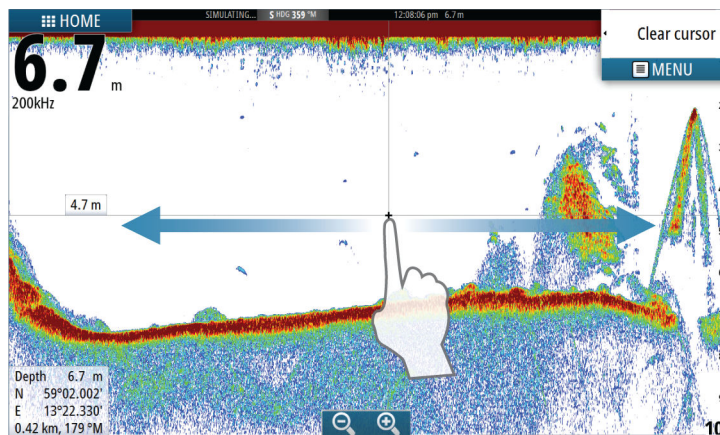 HOME
SIMULATING... S HDG 359 °M 12:08:06 pm 6.7 m
Clear cursor
MENU
6.7 m
200kHz
4.7 m
Depth 6.7 m
N 59°02.002'
E 13°22.330'
0.42 km, 179 °M
10